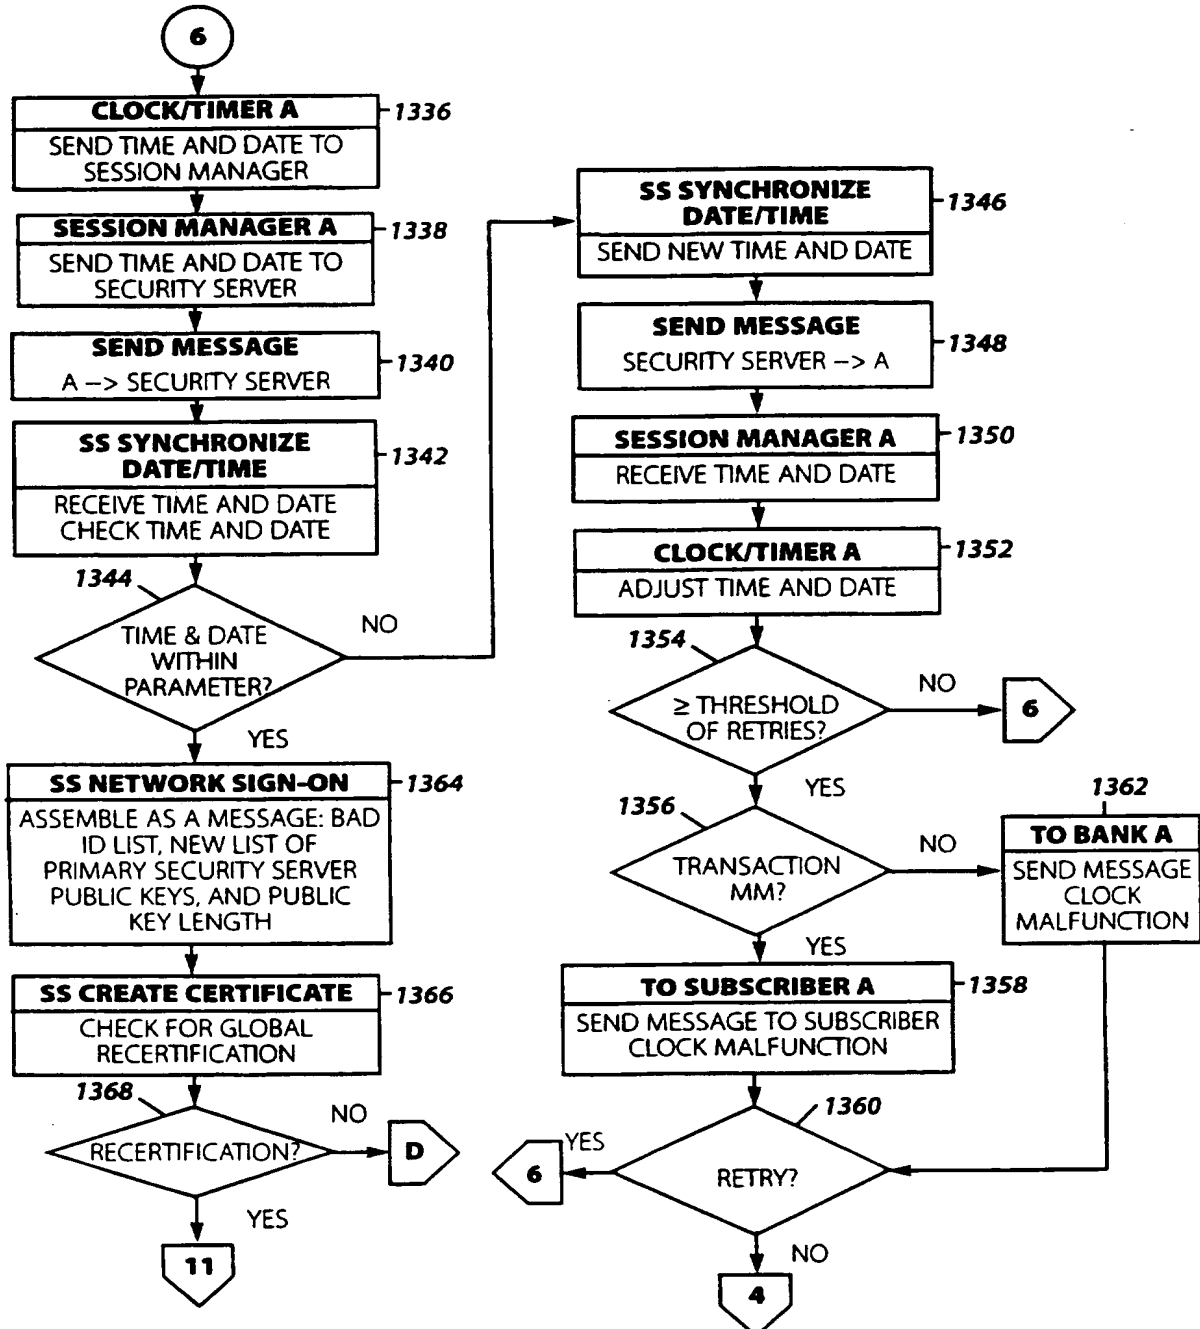 6
CLOCK/TIMER A
1336
SEND TIME AND DATE TO
SESSION MANAGER
SESSION MANAGER A
1338
SEND TIME AND DATE TO
SECURITY SERVER
SEND MESSAGE
1340
A --> SECURITY SERVER
SS SYNCHRONIZE
DATE/TIME
1342
RECEIVE TIME AND DATE
CHECK TIME AND DATE
1344
TIME & DATE
WITHIN
PARAMETER?
NO
YES
SS NETWORK SIGN-ON
1364
ASSEMBLE AS A MESSAGE: BAD
ID LIST, NEW LIST OF
PRIMARY SECURITY SERVER
PUBLIC KEYS, AND PUBLIC
KEY LENGTH
SS CREATE CERTIFICATE
1366
CHECK FOR GLOBAL
RECERTIFICATION
1368
RECERTIFICATION?
NO
D
YES
11
SS SYNCHRONIZE
DATE/TIME
1346
SEND NEW TIME AND DATE
SEND MESSAGE
1348
SECURITY SERVER --> A
SESSION MANAGER A
1350
RECEIVE TIME AND DATE
CLOCK/TIMER A
1352
ADJUST TIME AND DATE
1354
≥ THRESHOLD
OF RETRIES?
NO
6
YES
1356
TRANSACTION
MM?
NO
1362
TO BANK A
SEND MESSAGE
CLOCK
MALFUNCTION
YES
TO SUBSCRIBER A
1358
SEND MESSAGE TO SUBSCRIBER
CLOCK MALFUNCTION
1360
RETRY?
YES
6
NO
4